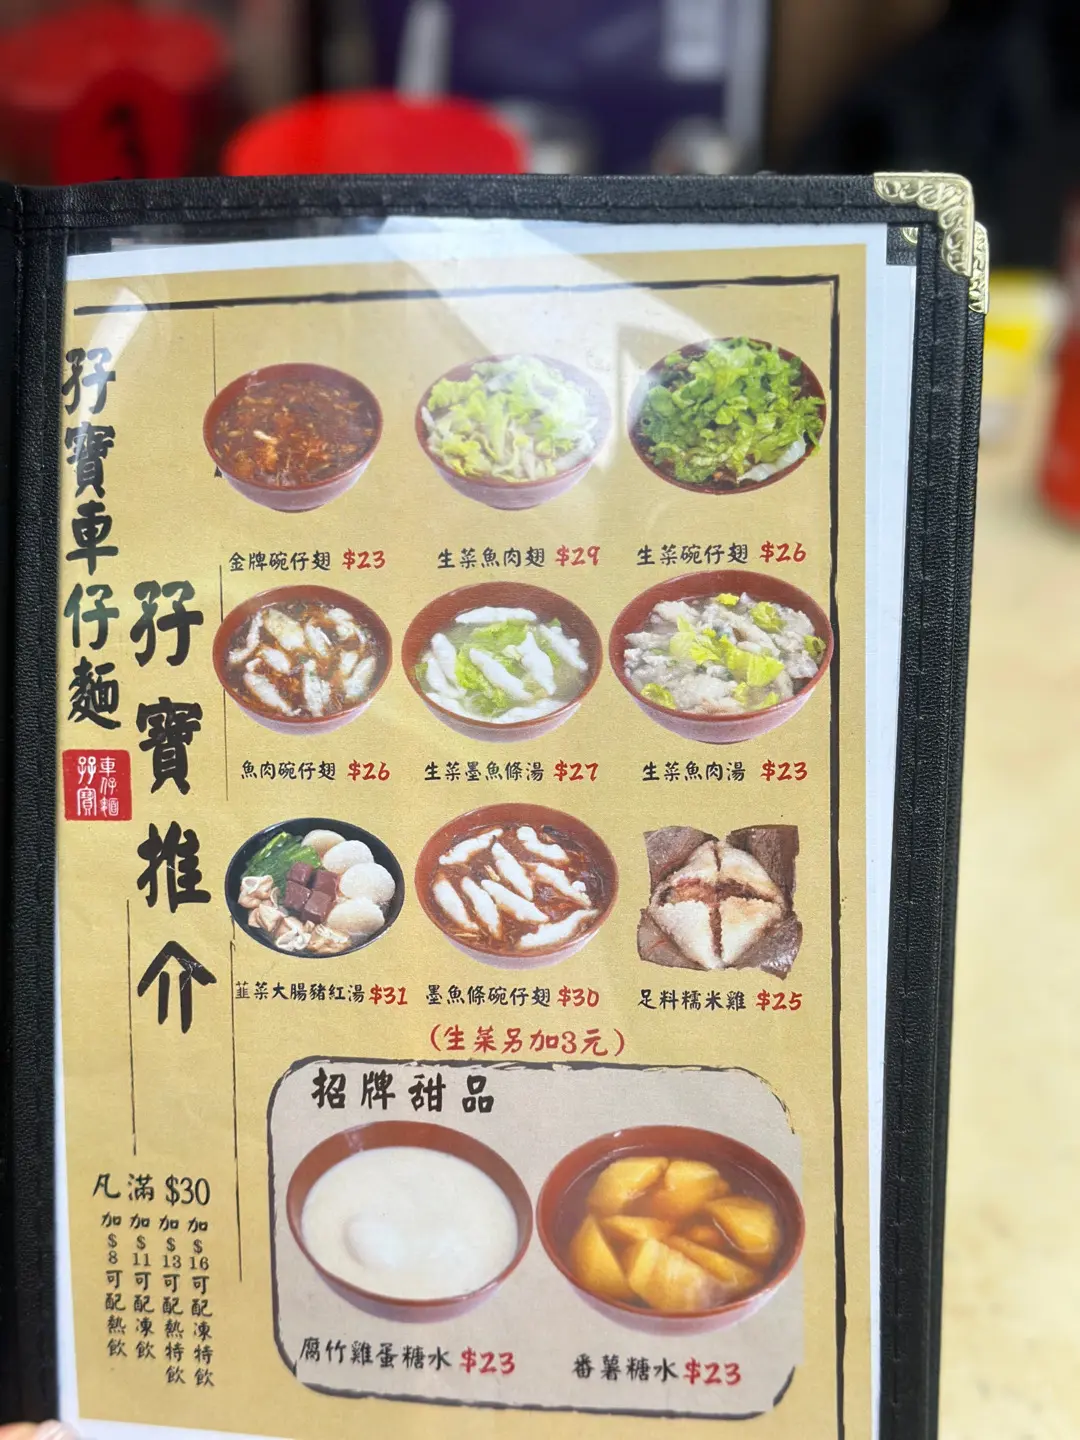 孖寶車仔麵
孖寶
車仔麵
孖寶推介
金牌碗仔翅 $23
生菜魚肉翅 $29
生菜碗仔翅 $26
魚肉碗仔翅 $26
生菜墨魚條湯 $27
生菜魚肉湯 $23
韮菜大腸豬紅湯 $31
墨魚條碗仔翅 $30
足料糯米雞 $25
(生菜另加3元)
招牌甜品
腐竹雞蛋糖水 $23
番薯糖水 $23
凡滿 $30
加$8可配熱飲
加$11可配凍飲
加$13可配熱特飲
加$16可配凍特飲